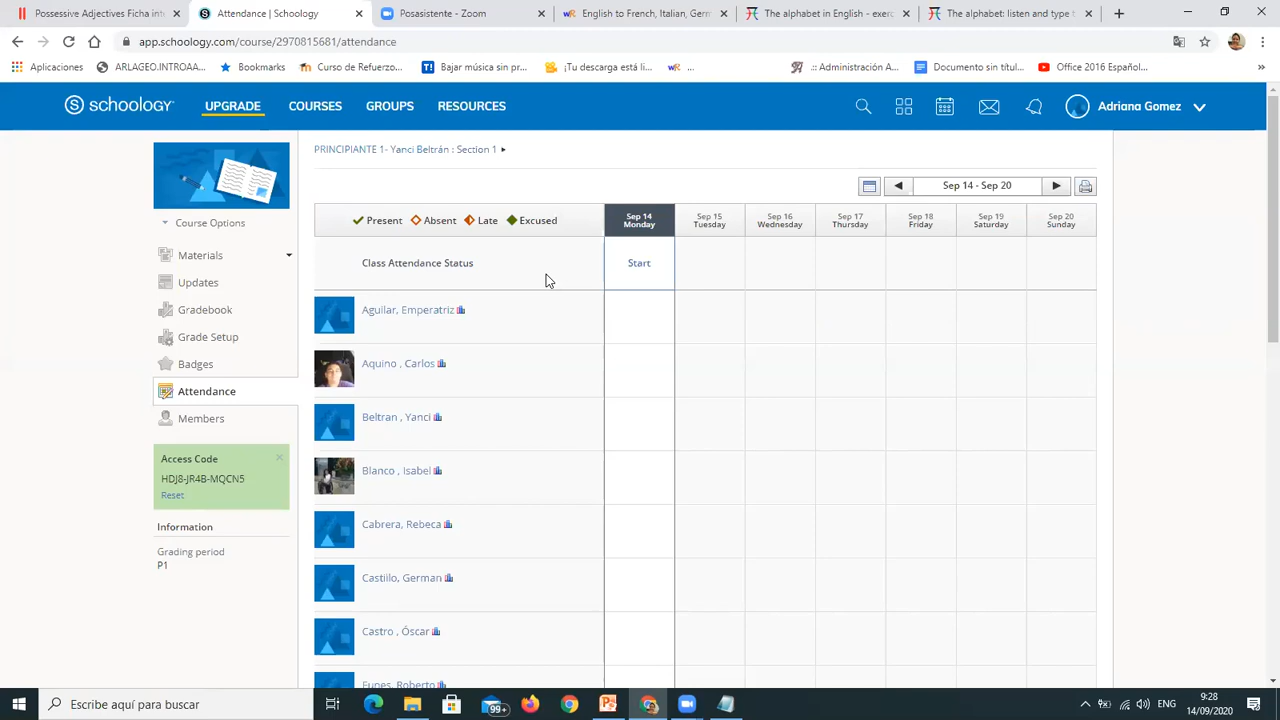 Possessive Adjectives Ficha int
Attendance | Schoology
Posasistente - Zoom
English to French, Italian, Germ
The alphabet in English - exerc
The alphabet: listen and type t
app.schoology.com/course/2970815681/attendance
Aplicaciones
ARLAGEO.INTROAA...
Bookmarks
Curso de Refuerzo...
Bajar música sin pr...
¡Tu descarga está li...
...
.:: Administración A...
Documento sin títul...
Office 2016 Español...
schoology
UPGRADE
COURSES
GROUPS
RESOURCES
Adriana Gomez
PRINCIPIANTE 1- Yanci Beltrán : Section 1
Course Options
Materials
Updates
Gradebook
Grade Setup
Badges
Attendance
Members
Access Code
HDJ8-JR4B-MQCN5
Reset
Information
Grading period
P1
Sep 14 - Sep 20
Present Absent Late Excused
Sep 14
Monday
Sep 15
Tuesday
Sep 16
Wednesday
Sep 17
Thursday
Sep 18
Friday
Sep 19
Saturday
Sep 20
Sunday
Class Attendance Status
Start
Aguilar, Emperatriz
Aquino , Carlos
Beltran , Yanci
Blanco , Isabel
Cabrera, Rebeca
Castillo, German
Castro , Óscar
Funes, Roberto
Escribe aquí para buscar
99+
ENG
9:28
14/09/2020